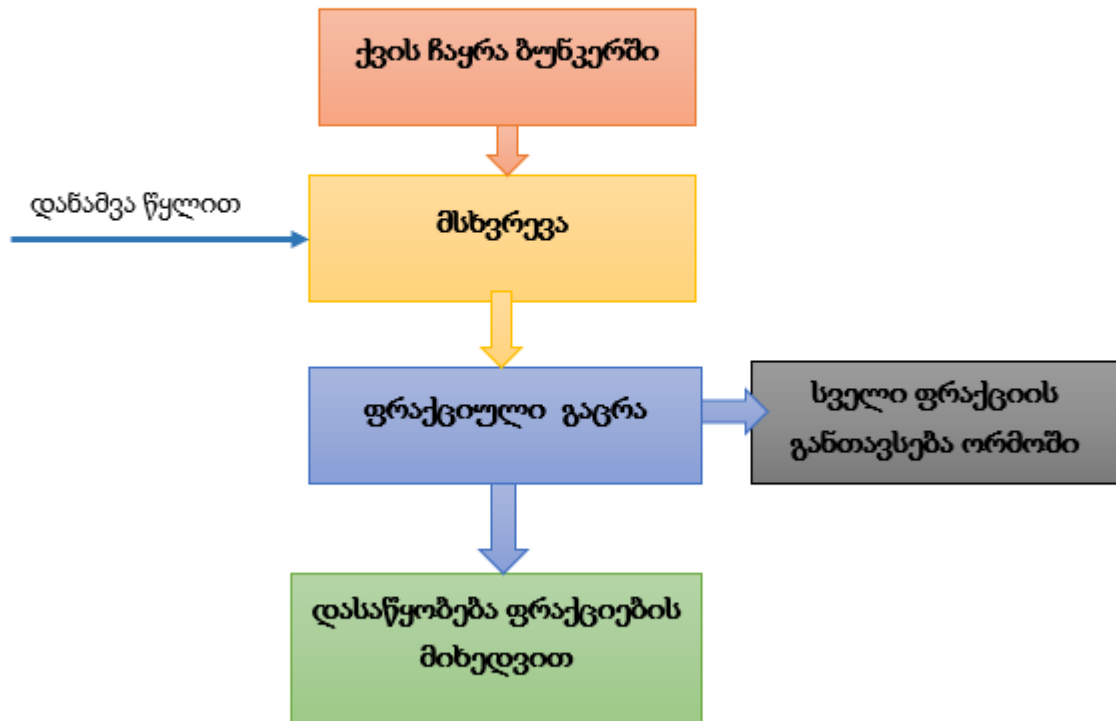 ქვის ჩაყრა ბუნკერში
დანამვა წყლით
მსხვრევა
ფრაქციული გაცრა
სველი ფრაქციის
განთავსება ორმოში
დასაწყობება ფრაქციების
მიხედვით